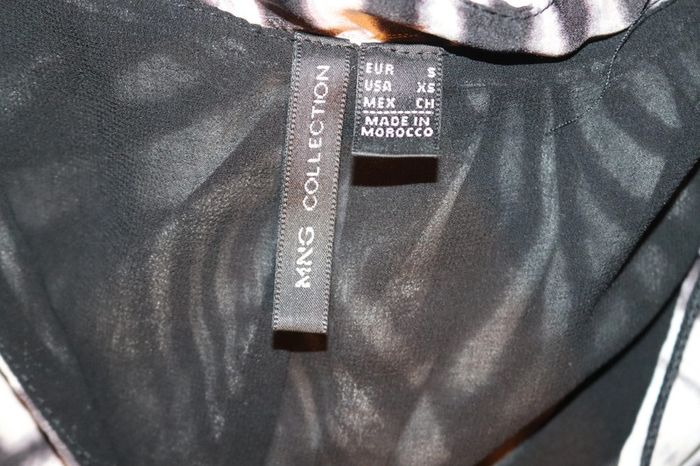 MNG COLLECTION
EUR S
USA XS
MEX CH
MADE IN
MOROCCO